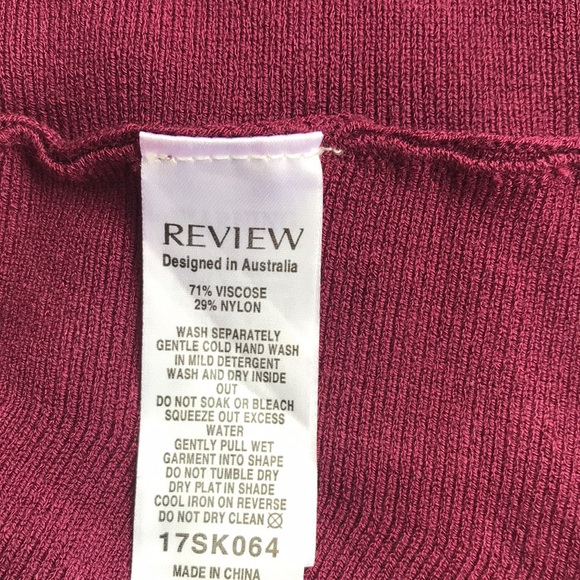 REVIEW
Designed in Australia
71% VISCOSE
29% NYLON
WASH SEPARATELY
GENTLE COLD HAND WASH
IN MILD DETERGENT
WASH AND DRY INSIDE
OUT
DO NOT SOAK OR BLEACH
SQUEEZE OUT EXCESS
WATER
GENTLY PULL WET
GARMENT INTO SHAPE
DO NOT TUMBLE DRY
DRY PLAT IN SHADE
COOL IRON ON REVERSE
DO NOT DRY CLEAN
17SK064
MADE IN CHINA